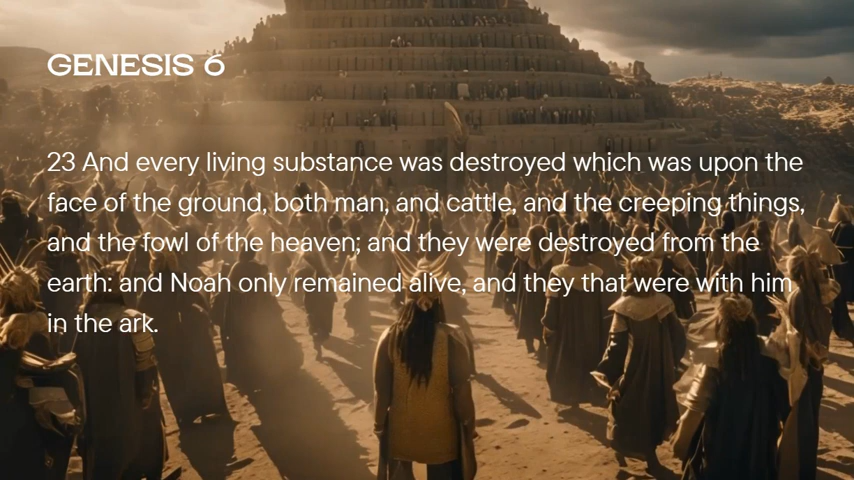 GENESIS 6
23 And every living substance was destroyed which was upon the
face of the ground, both man, and cattle, and the creeping things,
and the fowl of the heaven; and they were destroyed from the
earth: and Noah only remained alive, and they that were with him
in the ark.